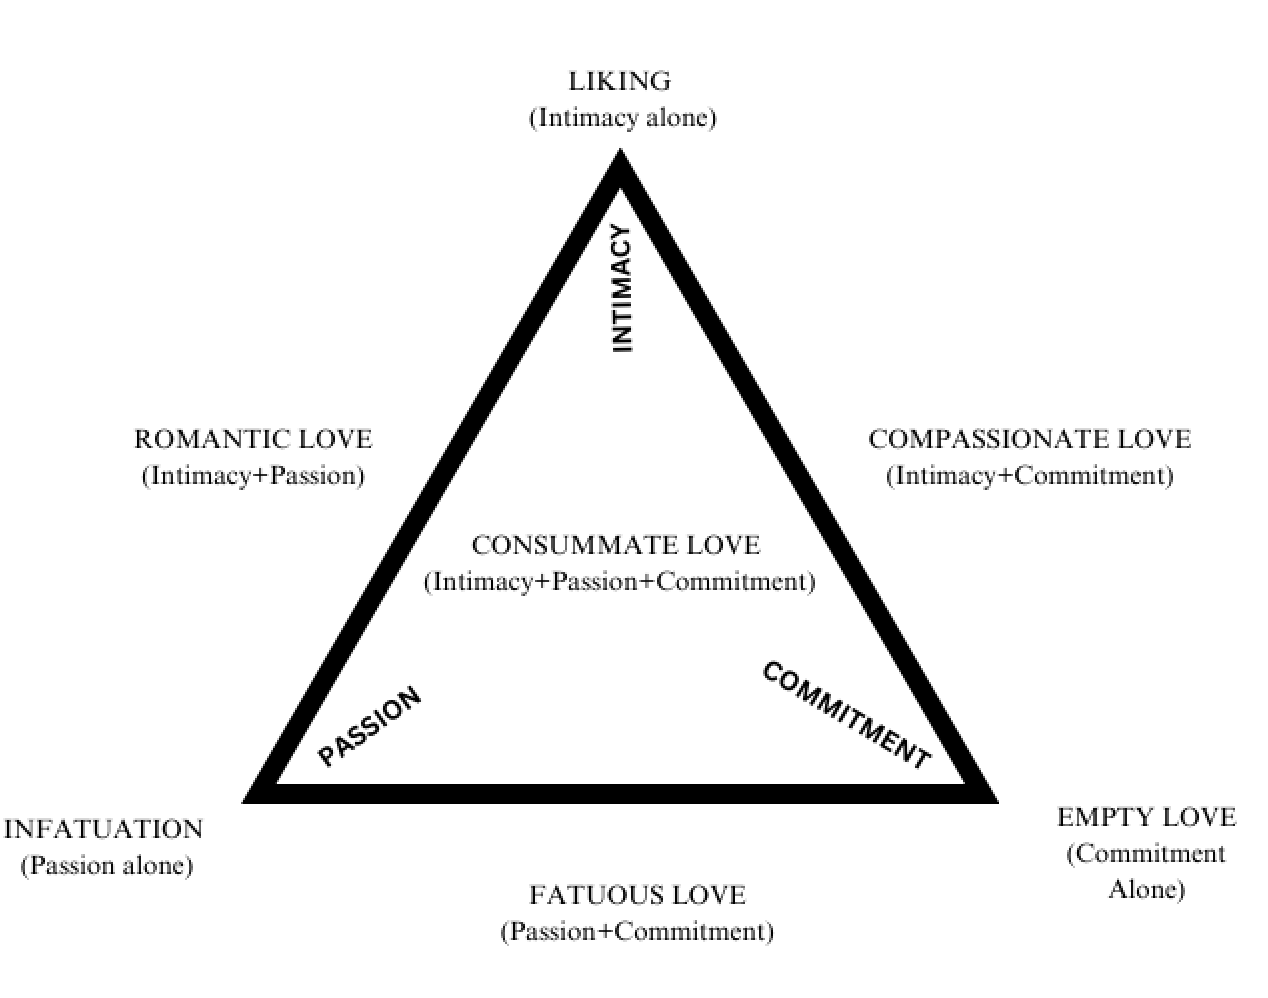 LIKING
(Intimacy alone)
INTIMACY
ROMANTIC LOVE
(Intimacy+Passion)
COMPASSIONATE LOVE
(Intimacy+Commitment)
CONSUMMATE LOVE
(Intimacy+Passion+Commitment)
PASSION
COMMITMENT
INFATUATION
(Passion alone)
EMPTY LOVE
(Commitment
Alone)
FATUOUS LOVE
(Passion+Commitment)